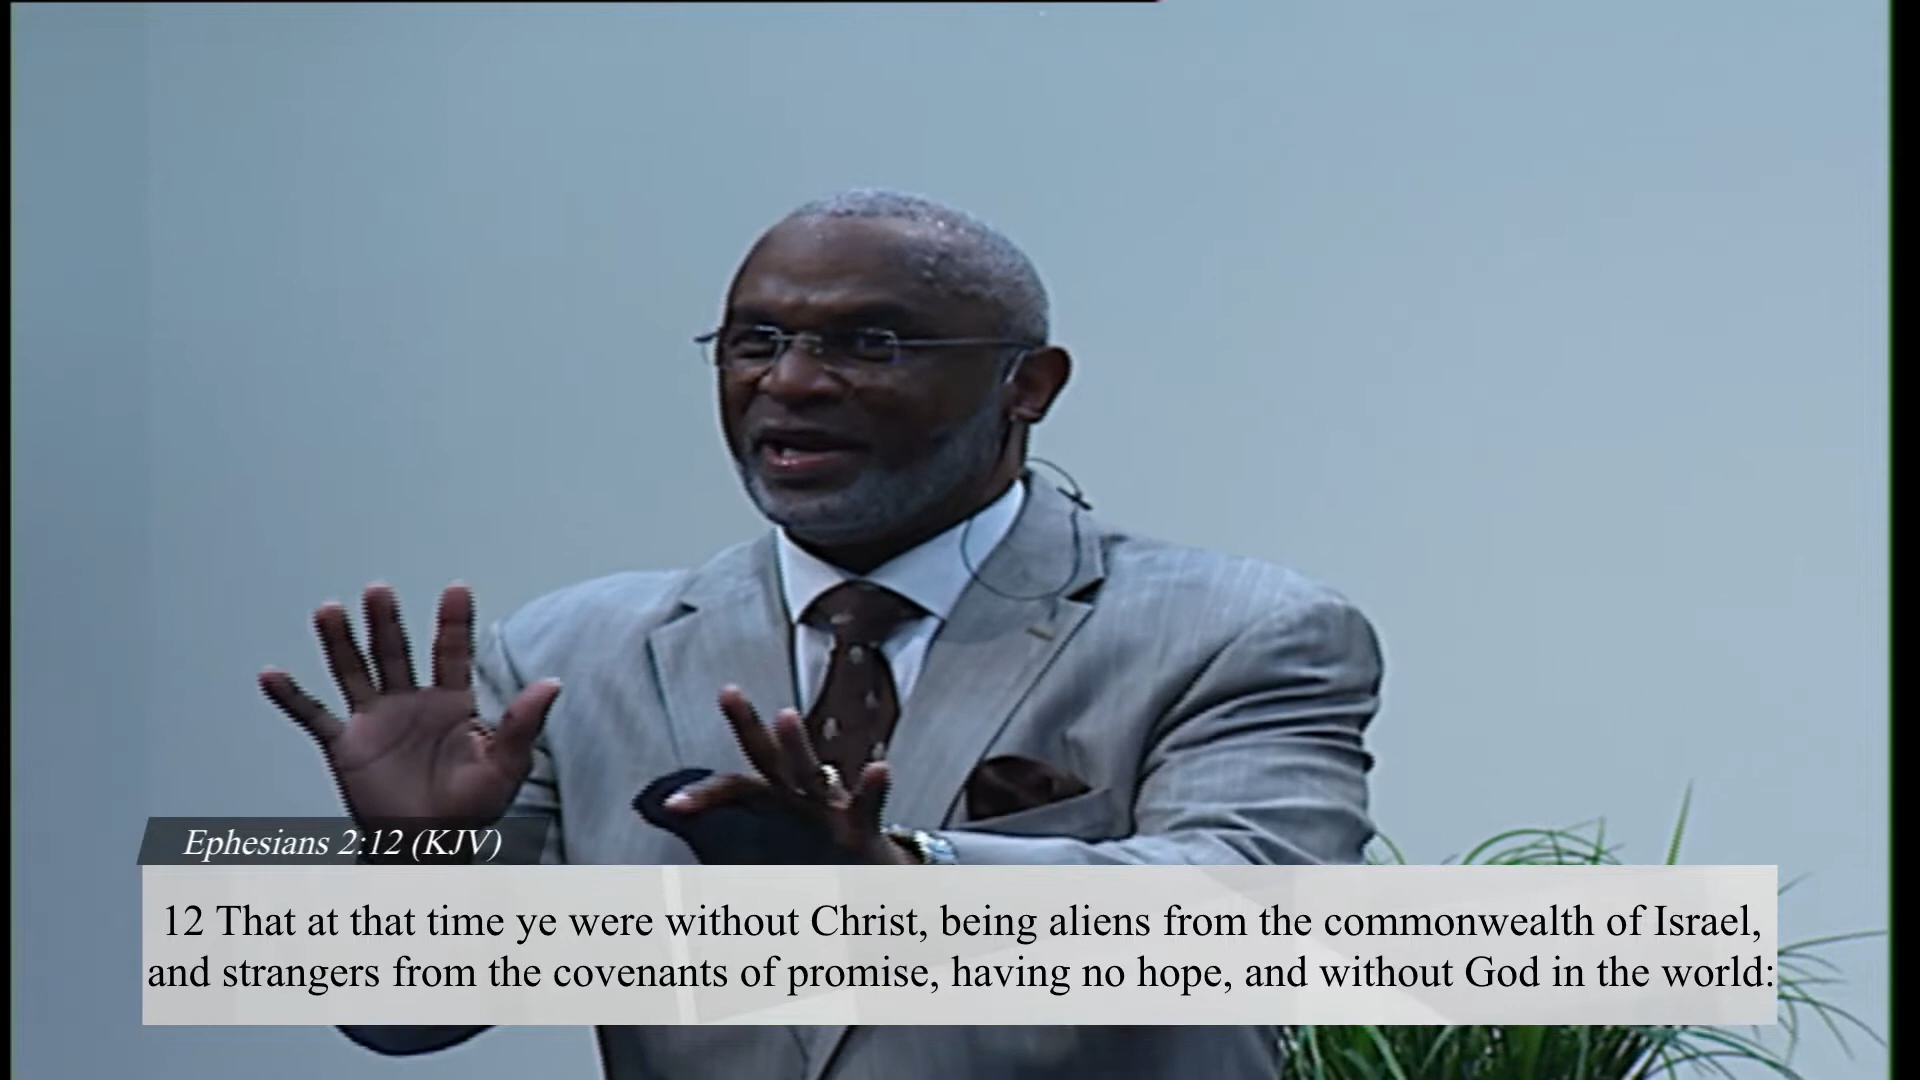 Ephesians 2:12 (KJV)
12 That at that time ye were without Christ, being aliens from the commonwealth of Israel,
and strangers from the covenants of promise, having no hope, and without God in the world: